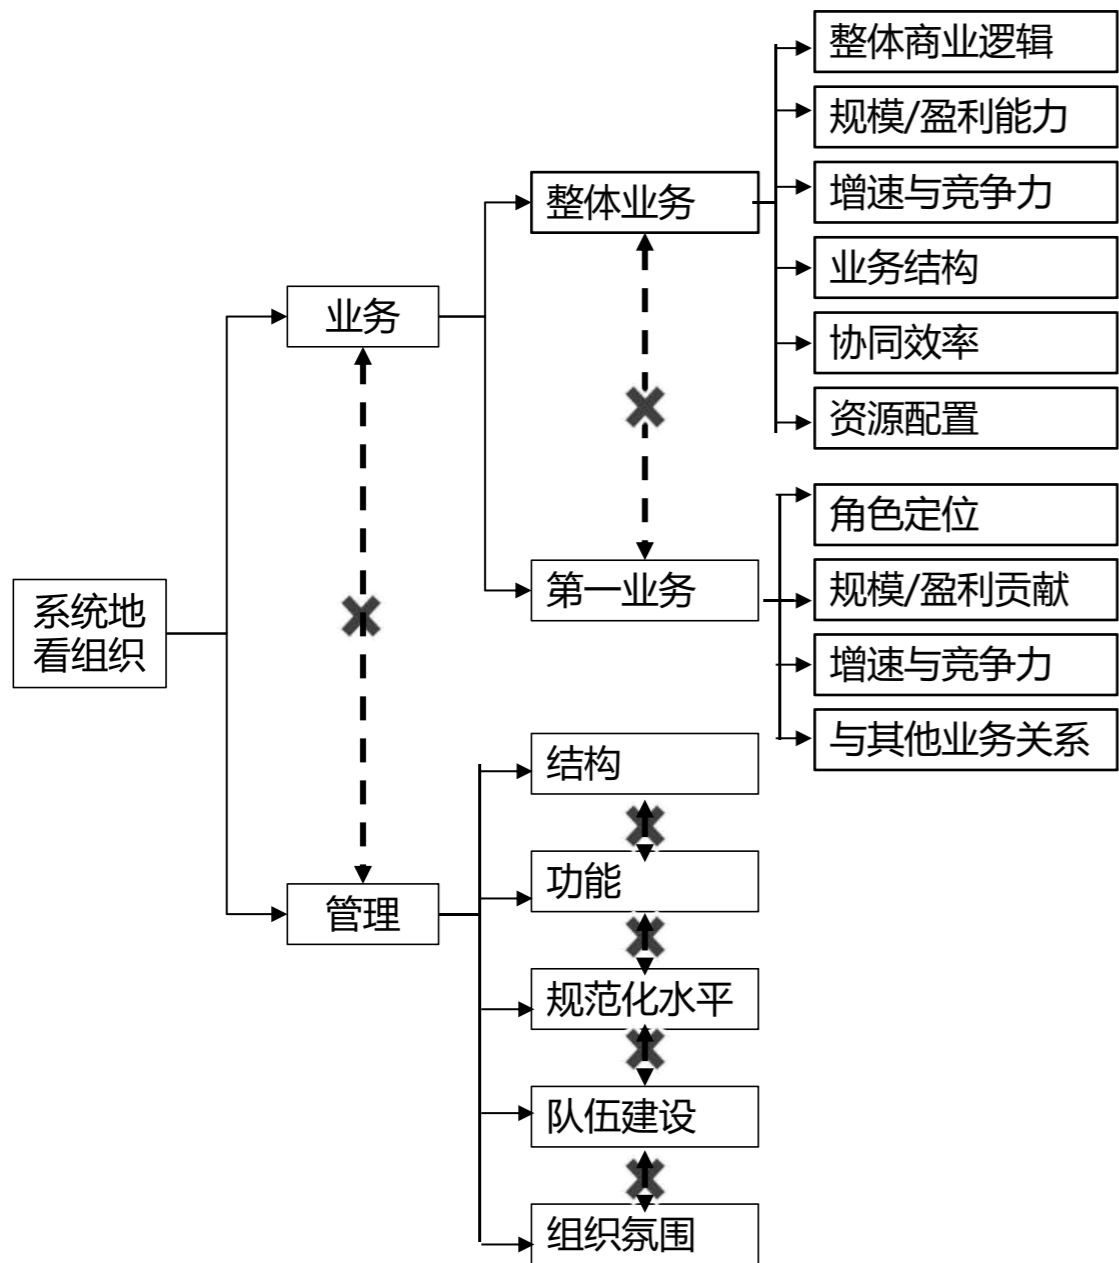 整体商业逻辑
规模/盈利能力
增速与竞争力
业务结构
协同效率
资源配置
整体业务
业务
第一业务
角色定位
规模/盈利贡献
增速与竞争力
与其他业务关系
系统地
看组织
管理
结构
功能
规范化水平
队伍建设
组织氛围